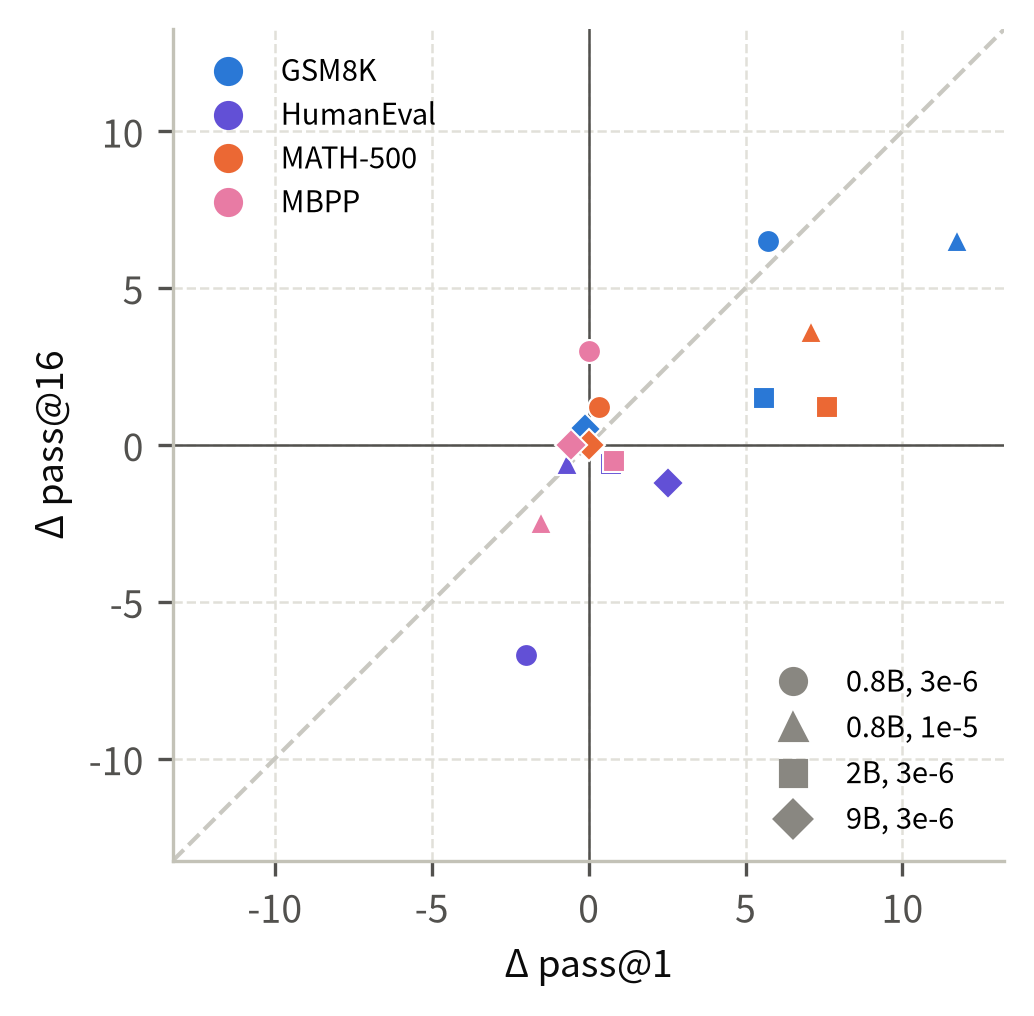 GSM8K
HumanEval
MATH-500
MBPP
10
5
0
-5
-10
Δ pass@16
0.8B, 3e-6
0.8B, 1e-5
2B, 3e-6
9B, 3e-6
-10
-5
0
5
10
Δ pass@1